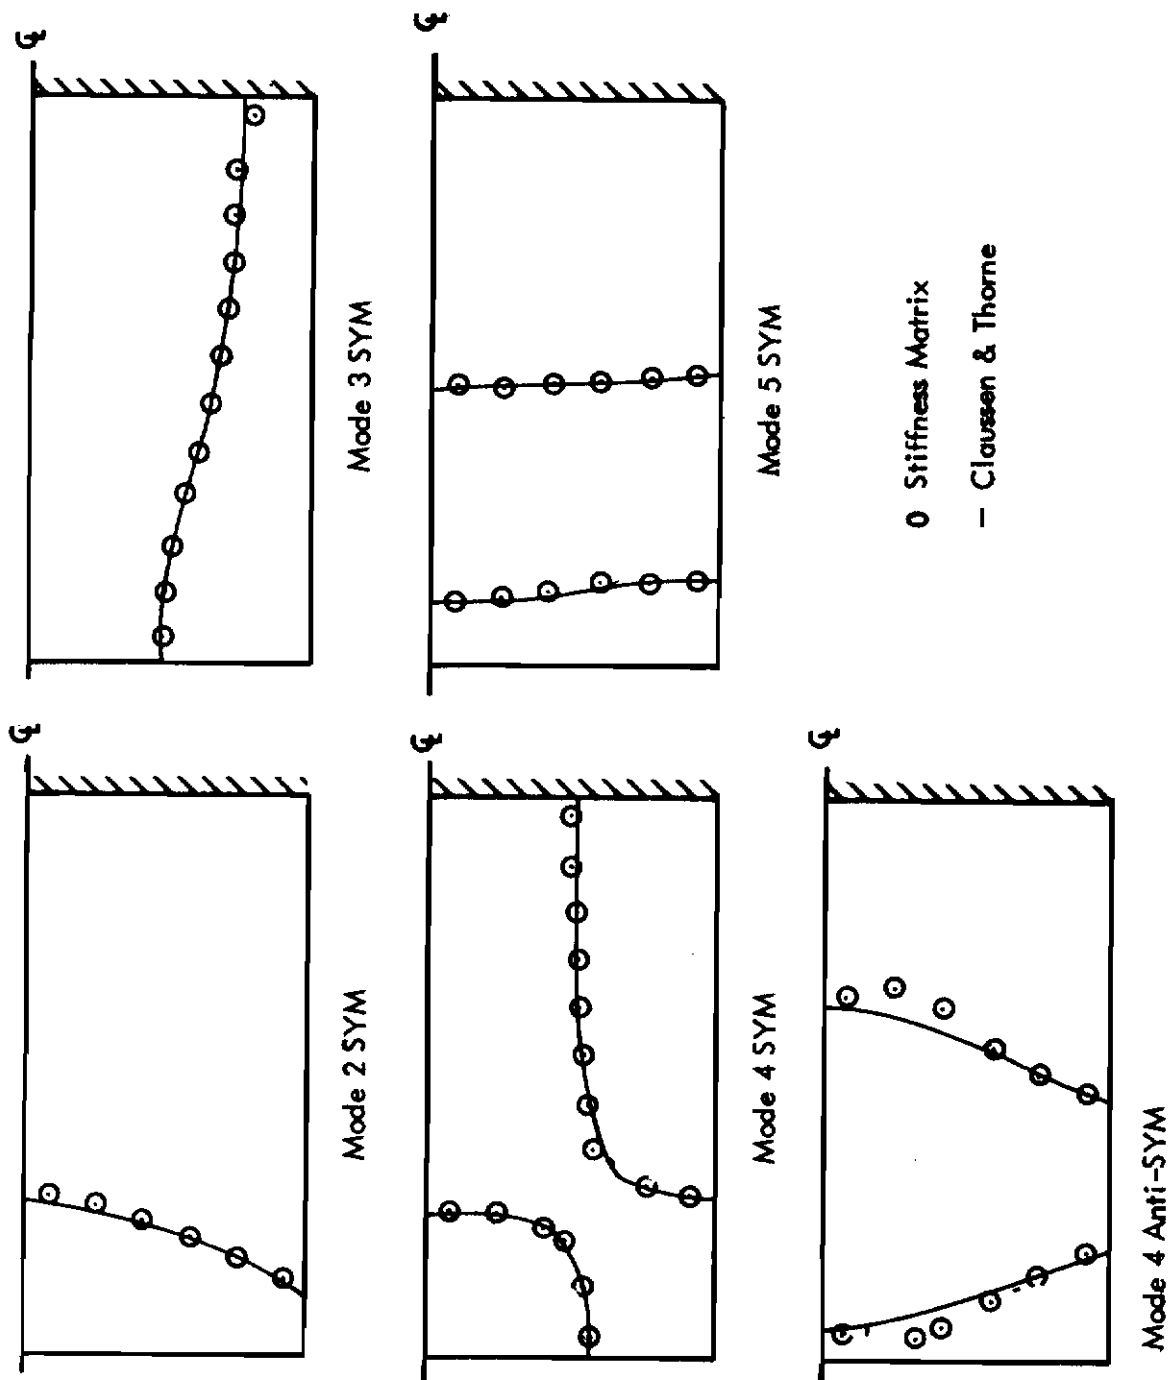 ℄
℄
Mode 3 SYM
Mode 5 SYM
O Stiffness Matrix
— Claussen & Thorne
℄
℄
℄
Mode 2 SYM
Mode 4 SYM
Mode 4 Anti-SYM